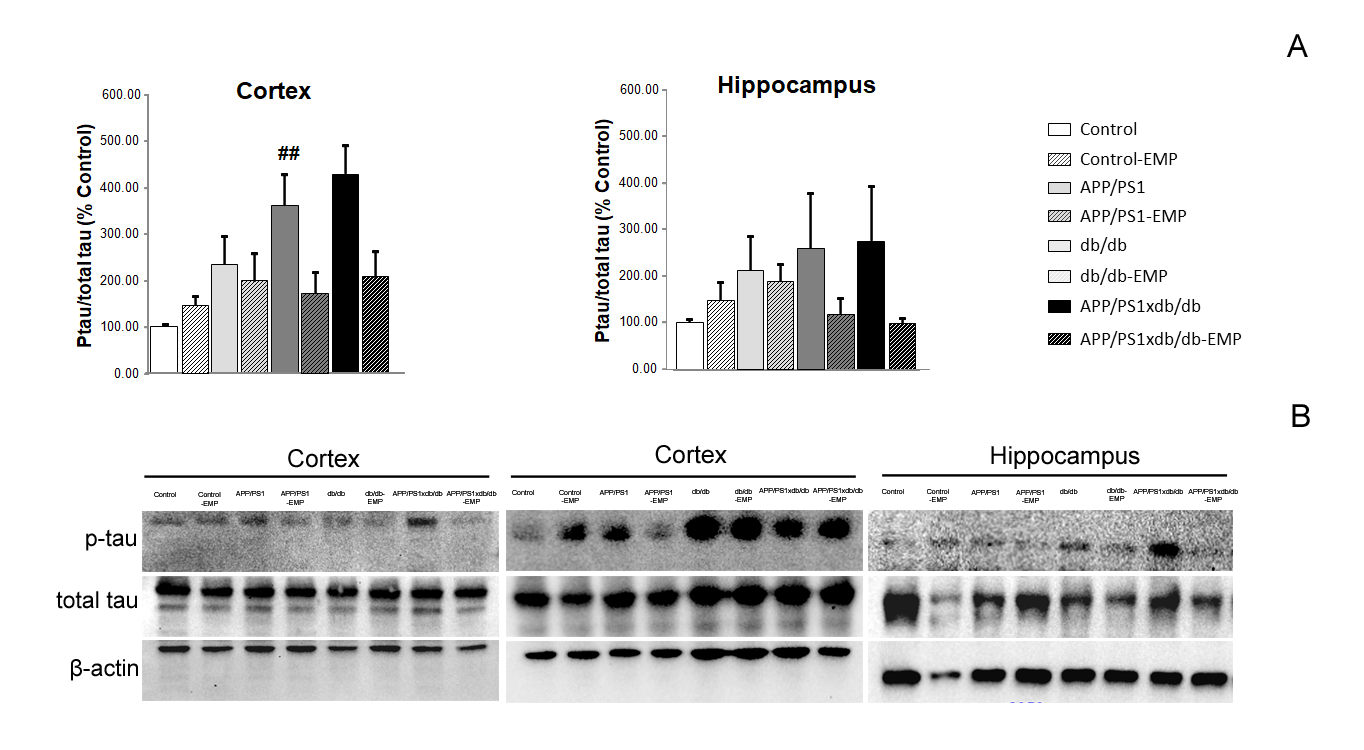 A
Cortex
Ptau/total tau (% Control)
600.00
500.00
400.00
300.00
200.00
100.00
0.00
##
Hippocampus
Ptau/total tau (% Control)
600.00
500.00
400.00
300.00
200.00
100.00
0.00
Control
Control-EMP
APP/PS1
APP/PS1-EMP
db/db
db/db-EMP
APP/PS1xdb/db
APP/PS1xdb/db-EMP
B
Cortex
Control
Control
-EMP
APP/PS1
APP/PS1
-EMP
db/db
db/db-
EMP
APP/PS1xdb/db
APP/PS1xdb/db
-EMP
Cortex
Control
Control
-EMP
APP/PS1
APP/PS1
-EMP
db/db
db/db-
EMP
APP/PS1xdb/db
APP/PS1xdb/db
-EMP
Hippocampus
Control
Control
-EMP
APP/PS1
APP/PS1
-EMP
db/db
db/db-
EMP
APP/PS1xdb/db
APP/PS1xdb/db
-EMP
p-tau
total tau
β-actin